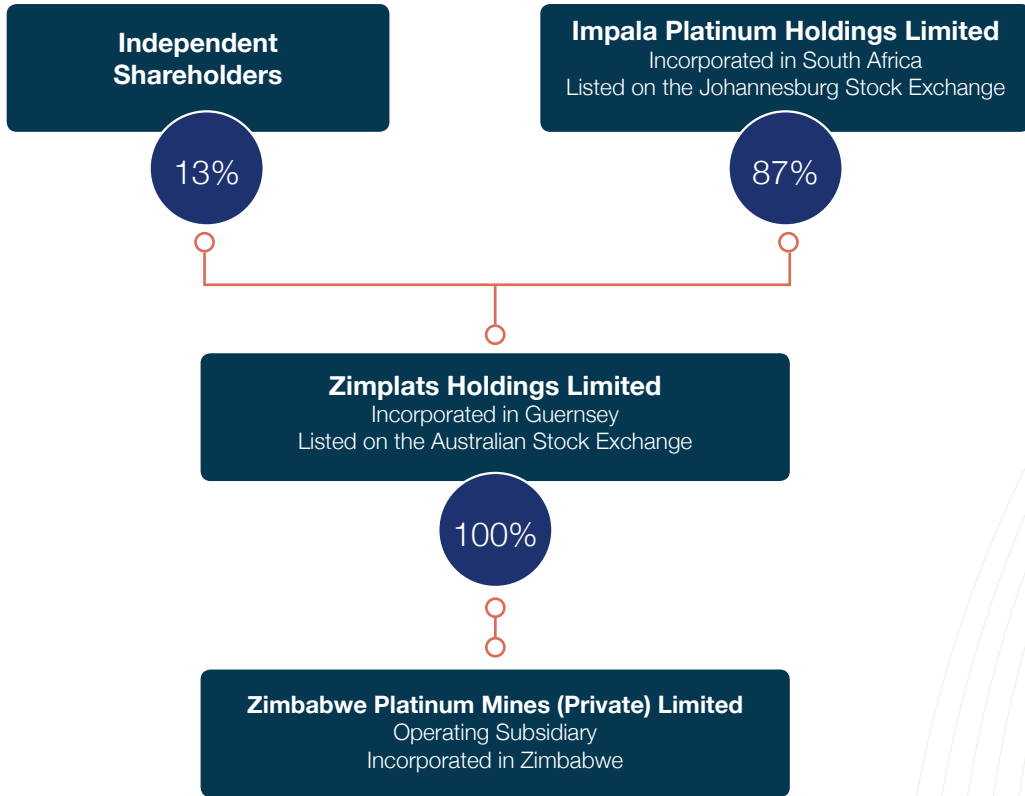 Independent
Shareholders
13%
Impala Platinum Holdings Limited
Incorporated in South Africa
Listed on the Johannesburg Stock Exchange
87%
Zimplats Holdings Limited
Incorporated in Guernsey
Listed on the Australian Stock Exchange
100%
Zimbabwe Platinum Mines (Private) Limited
Operating Subsidiary
Incorporated in Zimbabwe